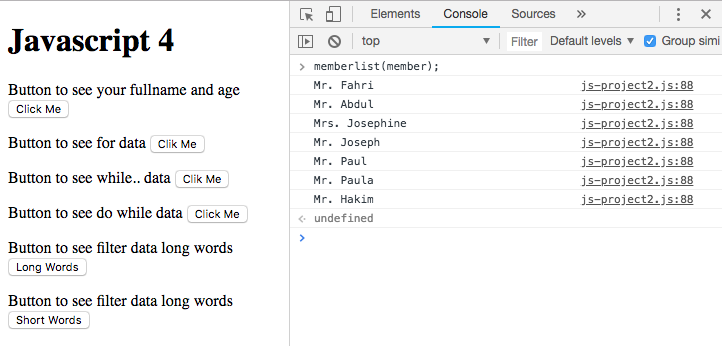 Javascript 4
Button to see your fullname and age
Click Me
Button to see for data Clik Me
Button to see while.. data Clik Me
Button to see do while data Click Me
Button to see filter data long words
Long Words
Button to see filter data long words
Short Words
Elements Console Sources »
top Filter Default levels Group simi
memberlist(member);
Mr. Fahri js-project2.js:88
Mr. Abdul js-project2.js:88
Mrs. Josephine js-project2.js:88
Mr. Joseph js-project2.js:88
Mr. Paul js-project2.js:88
Mr. Paula js-project2.js:88
Mr. Hakim js-project2.js:88
undefined